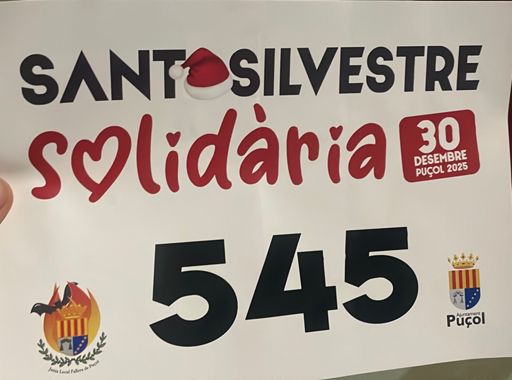 SANT SILVESTRE
solidària
30
DESEMBRE
PUÇOL 2025
545
Junta Local Fallera de Puçol
Ajuntament
Puçol